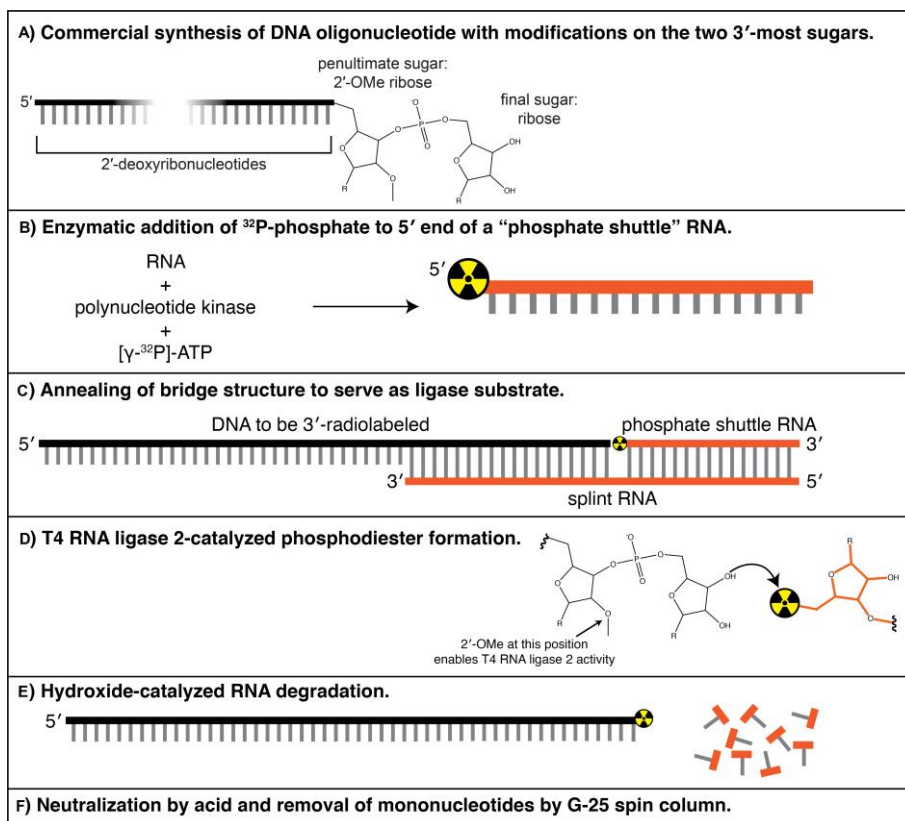 A) Commercial synthesis of DNA oligonucleotide with modifications on the two 3′-most sugars.
penultimate sugar:
2′-OMe ribose
final sugar:
ribose
5′
2′-deoxyribonucleotides
O
R
O
O
P
-O
O
O
O
R
OH
OH
B) Enzymatic addition of ³²P-phosphate to 5′ end of a “phosphate shuttle” RNA.
RNA
+
polynucleotide kinase
+
[γ-³²P]-ATP
5′
C) Annealing of bridge structure to serve as ligase substrate.
DNA to be 3′-radiolabeled
phosphate shuttle RNA
5′
3′
3′
5′
splint RNA
D) T4 RNA ligase 2-catalyzed phosphodiester formation.
O
R
O
O
P
-O
O
O
O
R
OH
OH
R
O
OH
O
2′-OMe at this position
enables T4 RNA ligase 2 activity
E) Hydroxide-catalyzed RNA degradation.
5′
F) Neutralization by acid and removal of mononucleotides by G-25 spin column.